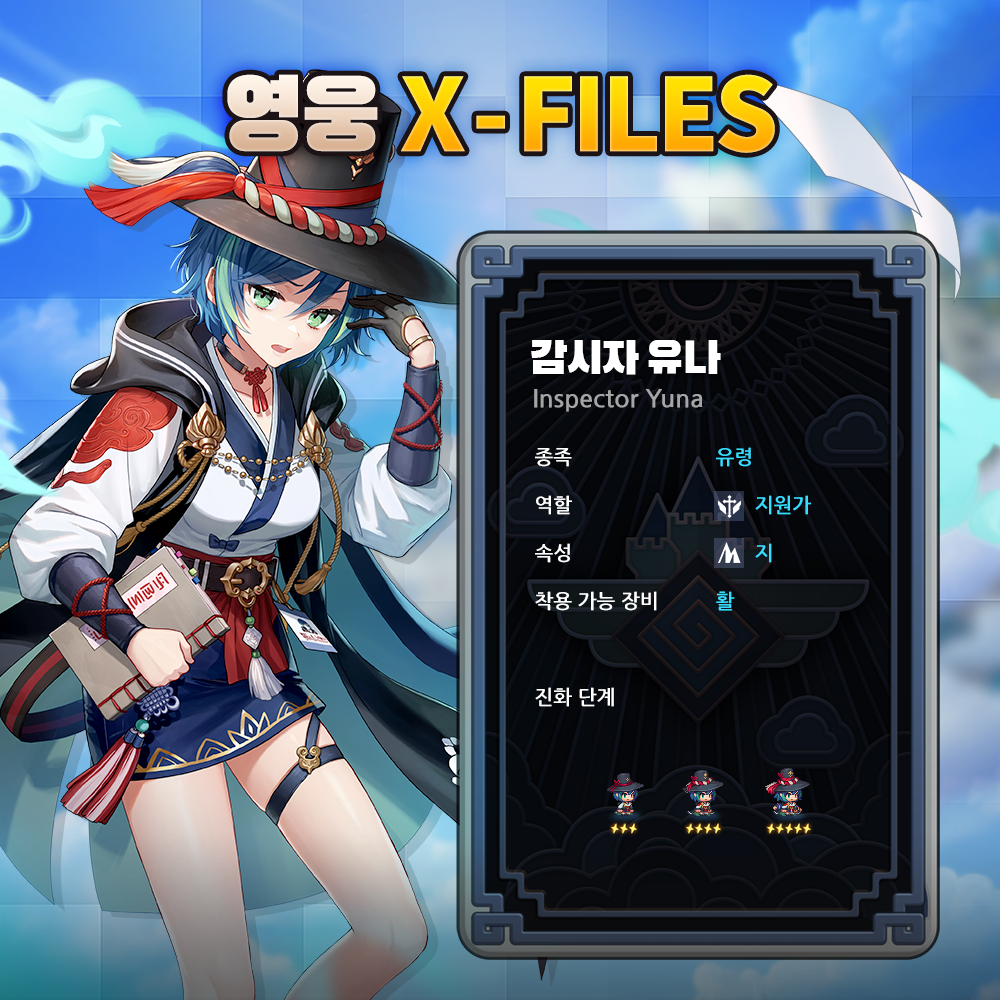 영웅 X-FILES
감시자 유나
Inspector Yuna
종족 유령
역할 지원가
속성 지
착용 가능 장비 활
진화 단계